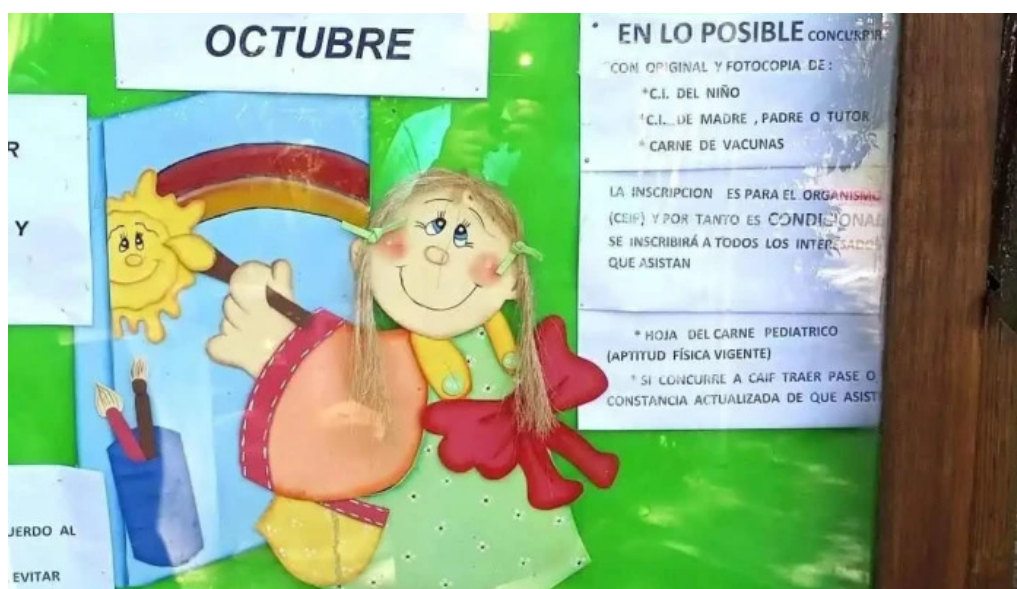 OCTUBRE
R
Y
UERDO AL
EVITAR
* EN LO POSIBLE CONCURRIR
CON ORIGINAL Y FOTOCOPIA DE :
*C.I. DEL NIÑO
*C.I. DE MADRE , PADRE O TUTOR
* CARNE DE VACUNAS
LA INSCRIPCION ES PARA EL ORGANISMO
(CEIP) Y POR TANTO ES CONDICIONAL
SE INSCRIBIRÁ A TODOS LOS INTERESADOS
QUE ASISTAN
* HOJA DEL CARNE PEDIATRICO
(APTITUD FÍSICA VIGENTE)
* SI CONCURRE A CAIF TRAER PASE O
CONSTANCIA ACTUALIZADA DE QUE ASIST